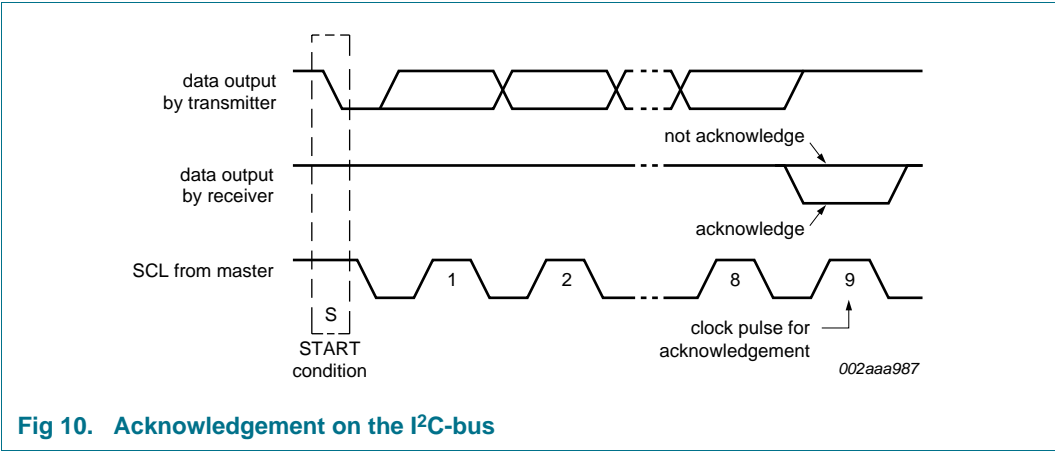 data output
by transmitter
not acknowledge
data output
by receiver
acknowledge
SCL from master
1
2
8
9
S
START
condition
clock pulse for
acknowledgement
002aaa987
Fig 10. Acknowledgement on the I²C-bus